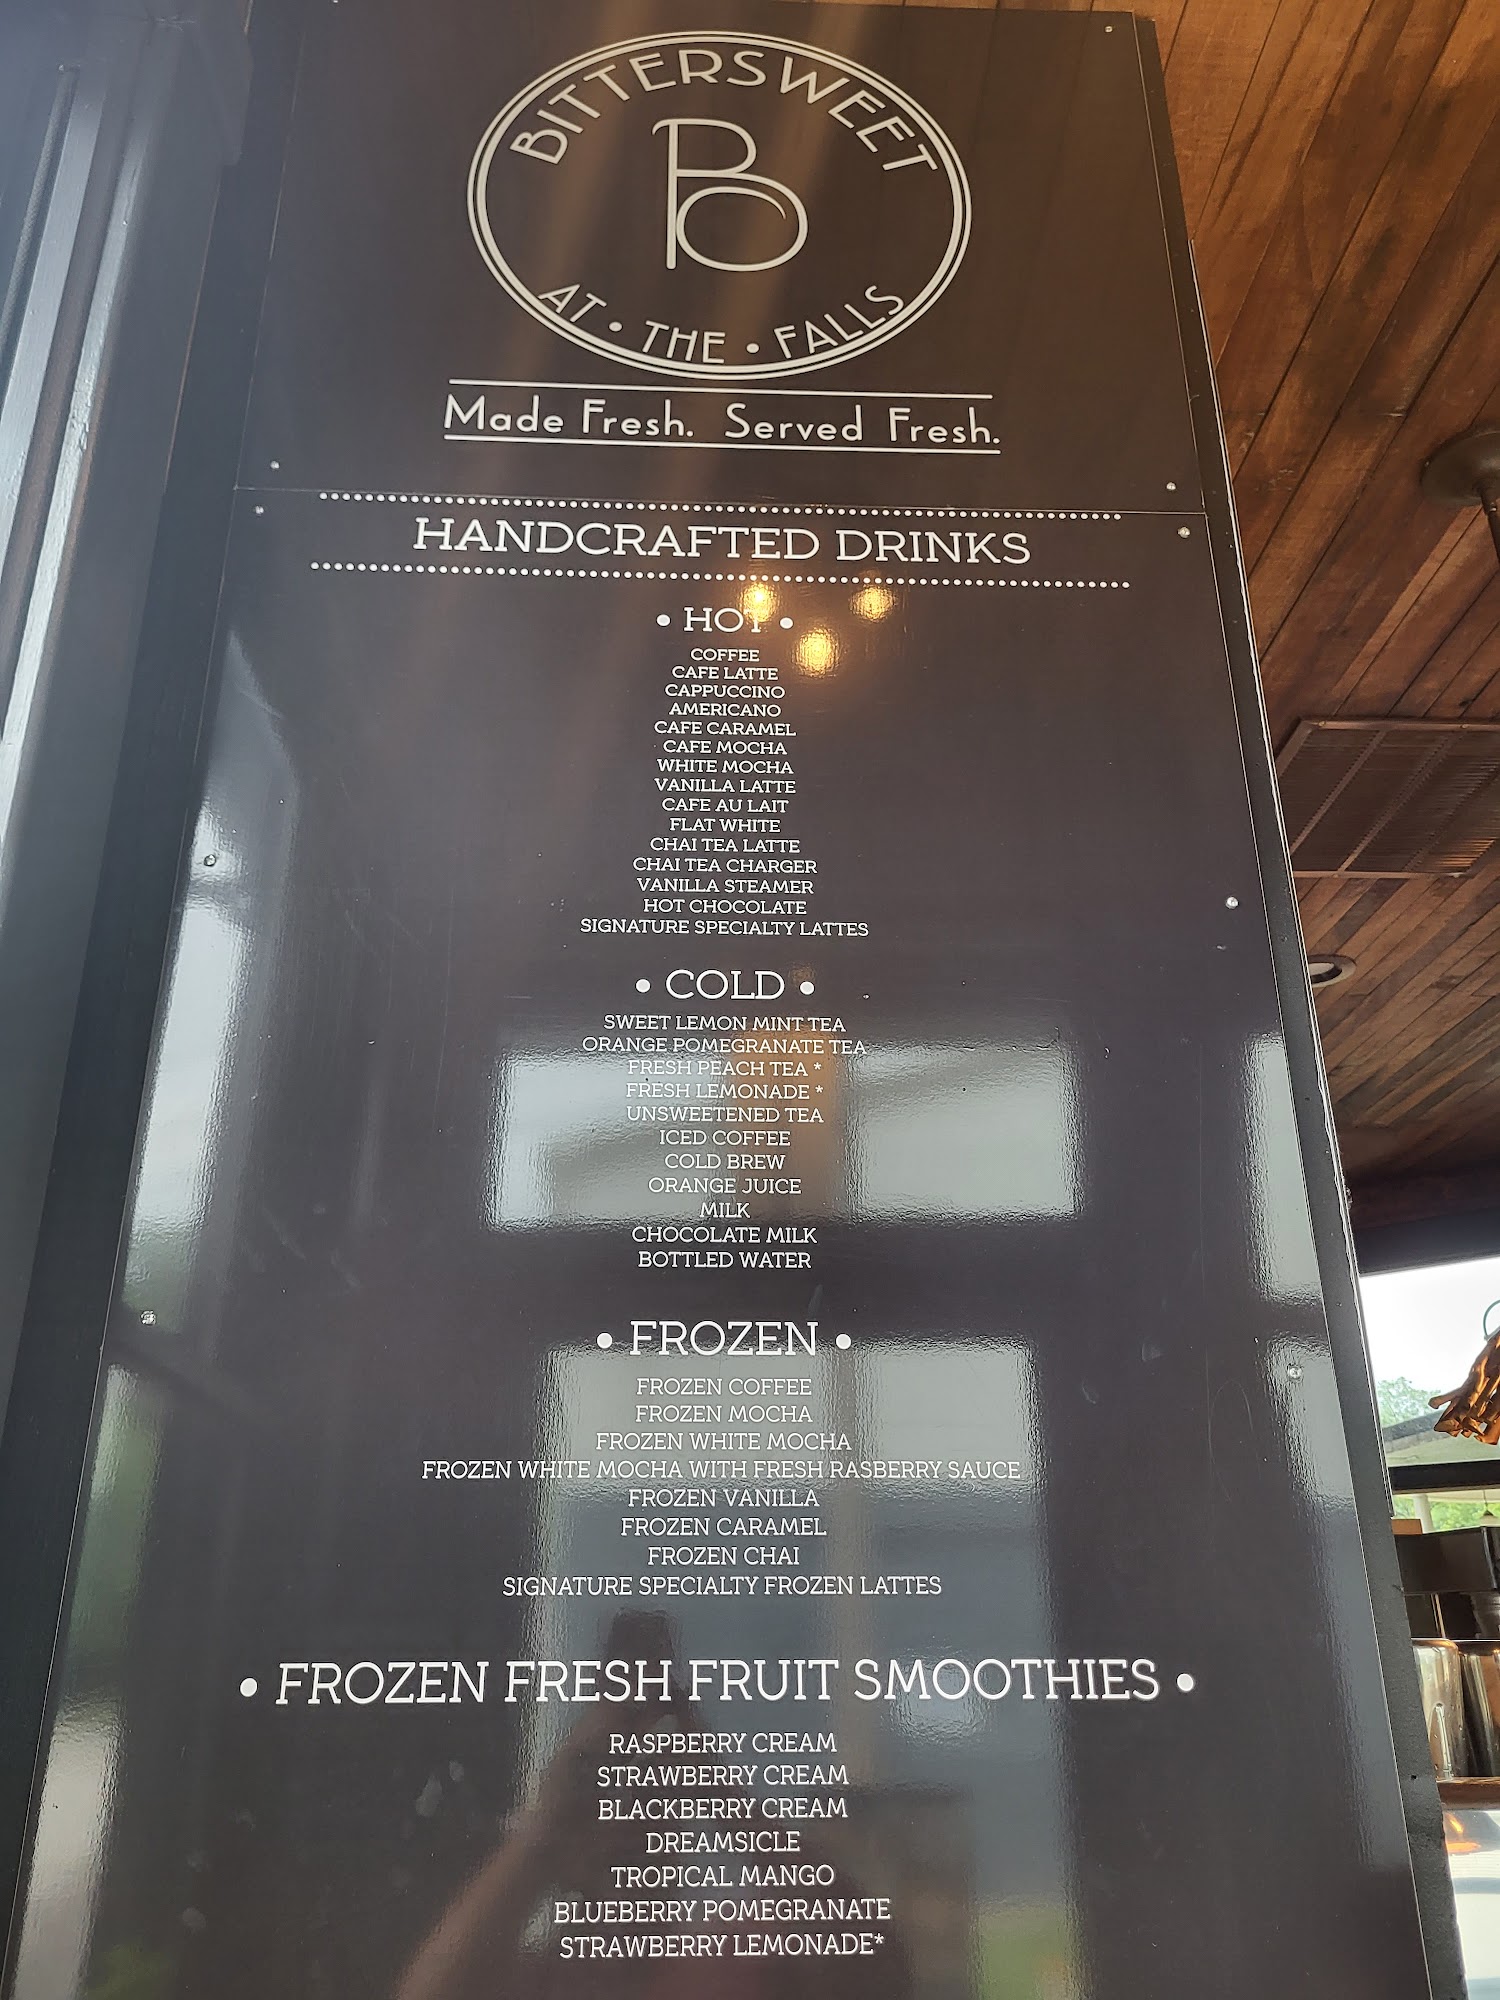 BITTERSWEET
B
AT • THE • FALLS
Made Fresh. Served Fresh.
HANDCRAFTED DRINKS
• HOT •
COFFEE
CAFE LATTE
CAPPUCCINO
AMERICANO
CAFE CARAMEL
CAFE MOCHA
WHITE MOCHA
VANILLA LATTE
CAFE AU LAIT
FLAT WHITE
CHAI TEA LATTE
CHAI TEA CHARGER
VANILLA STEAMER
HOT CHOCOLATE
SIGNATURE SPECIALTY LATTES
• COLD •
SWEET LEMON MINT TEA
ORANGE POMEGRANATE TEA
FRESH PEACH TEA *
FRESH LEMONADE *
UNSWEETENED TEA
ICED COFFEE
COLD BREW
ORANGE JUICE
MILK
CHOCOLATE MILK
BOTTLED WATER
• FROZEN •
FROZEN COFFEE
FROZEN MOCHA
FROZEN WHITE MOCHA
FROZEN WHITE MOCHA WITH FRESH RASBERRY SAUCE
FROZEN VANILLA
FROZEN CARAMEL
FROZEN CHAI
SIGNATURE SPECIALTY FROZEN LATTES
• FROZEN FRESH FRUIT SMOOTHIES •
RASPBERRY CREAM
STRAWBERRY CREAM
BLACKBERRY CREAM
DREAMSICLE
TROPICAL MANGO
BLUEBERRY POMEGRANATE
STRAWBERRY LEMONADE*